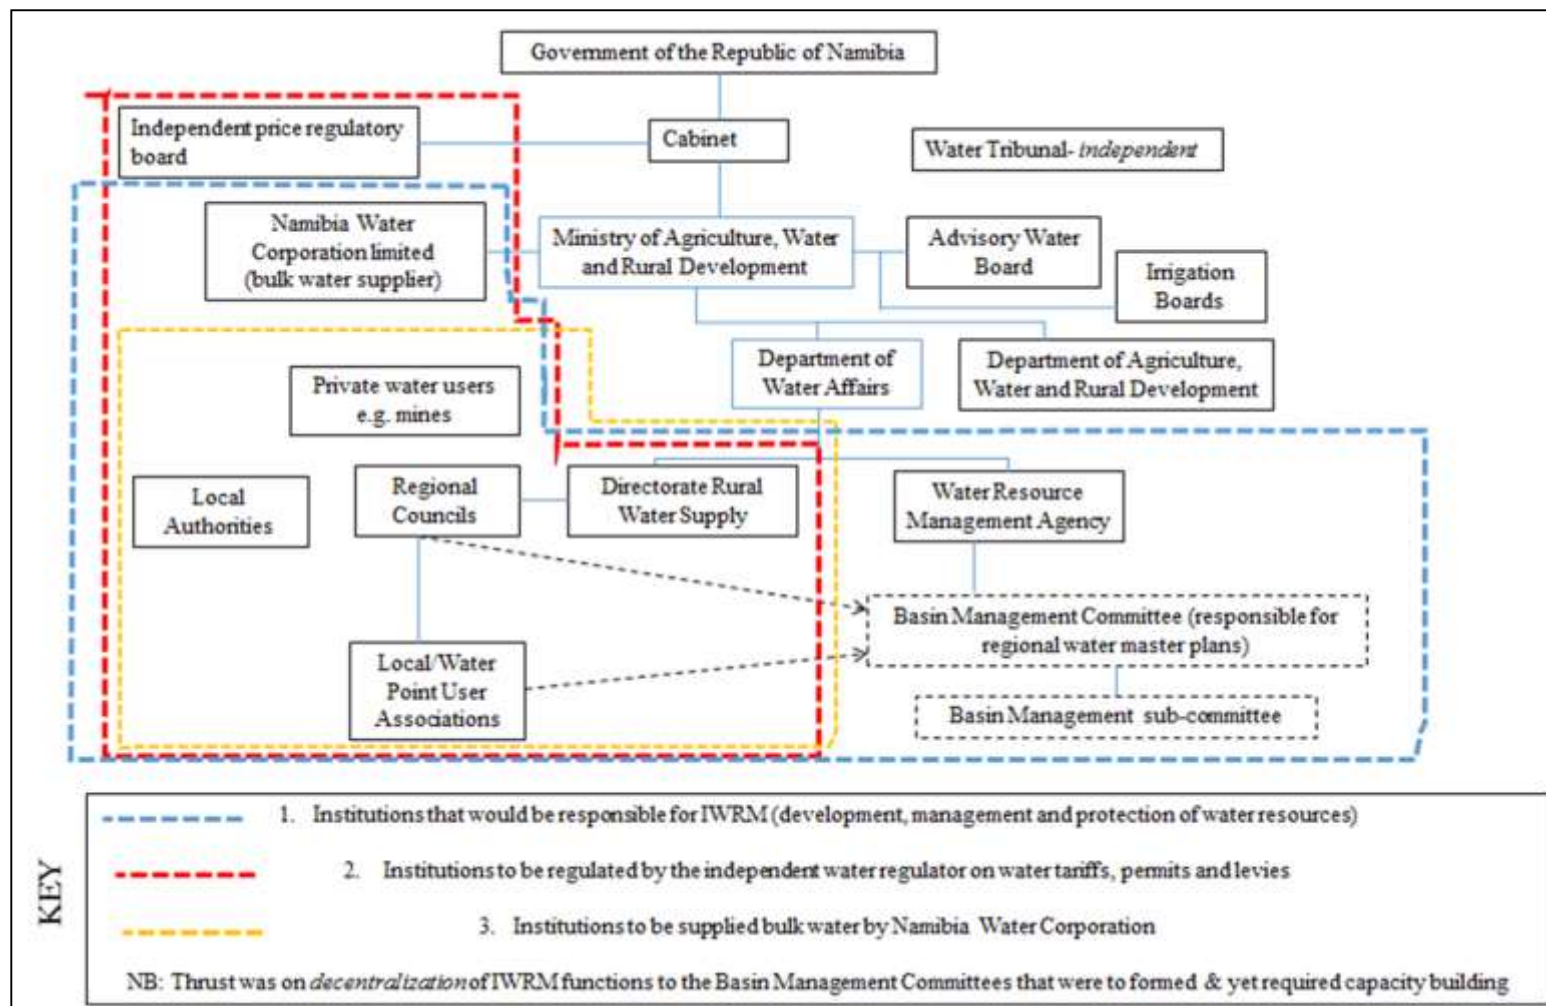 Government of the Republic of Namibia
Independent price regulatory
board
Cabinet
Water Tribunal- independent
Namibia Water
Corporation limited
(bulk water supplier)
Ministry of Agriculture, Water
and Rural Development
Advisory Water
Board
Irrigation
Boards
Private water users
e.g. mines
Department of
Water Affairs
Department of Agriculture,
Water and Rural Development
Local
Authorities
Regional
Councils
Directorate Rural
Water Supply
Water Resource
Management Agency
Basin Management Committee (responsible for
regional water master plans)
Local/Water
Point User
Associations
Basin Management sub-committee
KEY
1. Institutions that would be responsible for IWRM (development, management and protection of water resources)
2. Institutions to be regulated by the independent water regulator on water tariffs, permits and levies
3. Institutions to be supplied bulk water by Namibia Water Corporation
NB: Thrust was on decentralization of IWRM functions to the Basin Management Committees that were to formed & yet required capacity building